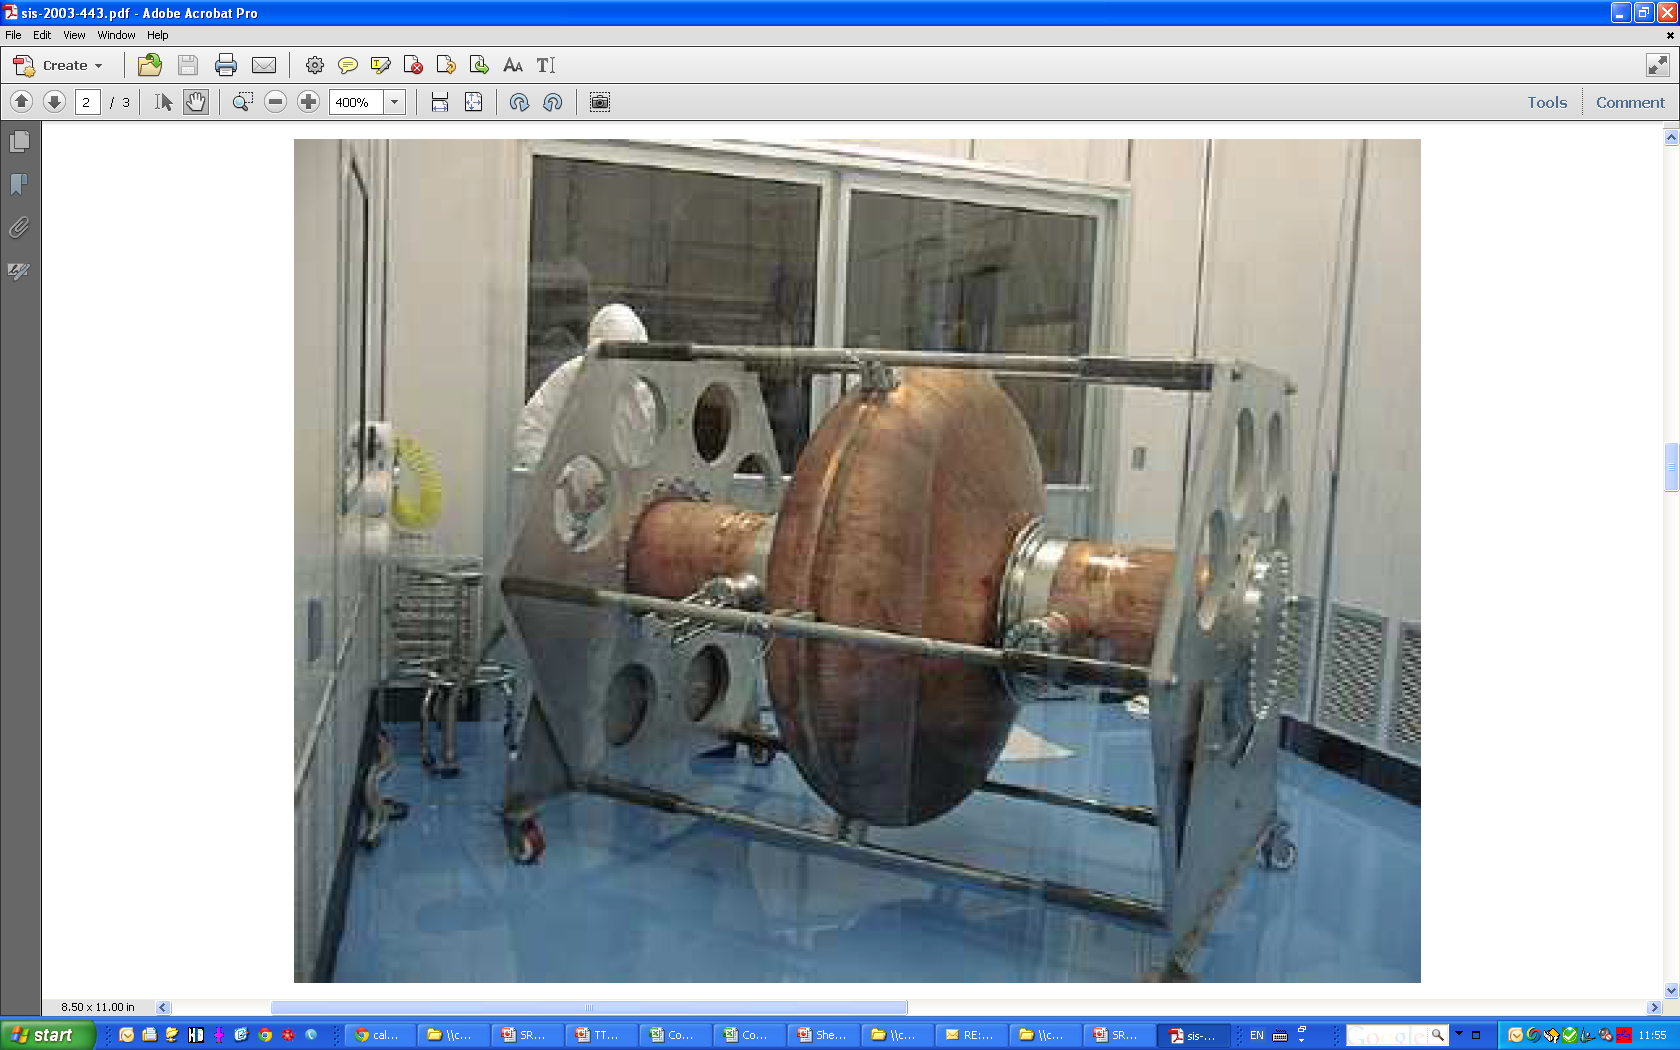 sis-2003-443.pdf - Adobe Acrobat Pro
File Edit View Window Help
Create
2 / 3 400% Tools Comment
8.50 x 11.00 in
start cal... \\c... SR... TT... Co... Co... She... \\c... RE:... \\c... SR... sis-... EN Google 11:55